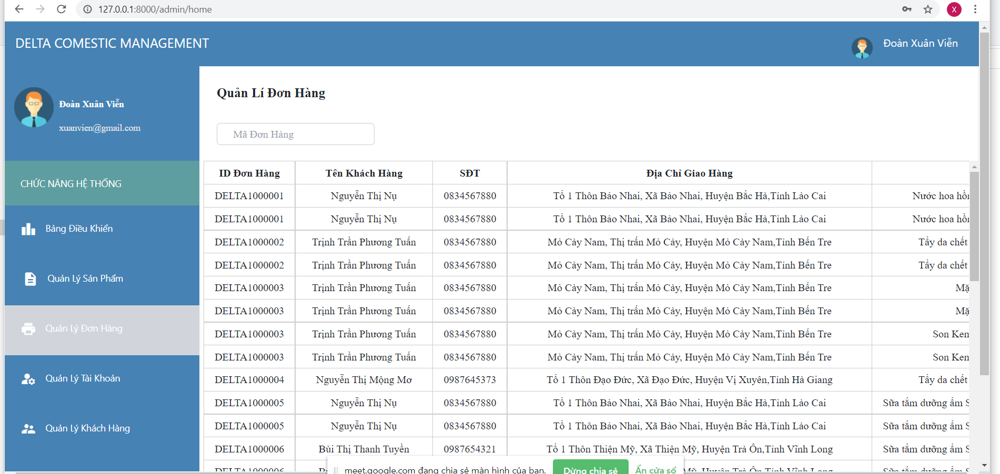 127.0.0.1:8000/admin/home
X
DELTA COMESTIC MANAGEMENT
Đoàn Xuân Viễn
Đoàn Xuân Viễn
xuanvien@gmail.com
CHỨC NĂNG HỆ THỐNG
Bảng Điều Khiển
Quản Lý Sản Phẩm
Quản Lý Đơn Hàng
Quản Lý Tài Khoản
Quản Lý Khách Hàng
Quản Lí Đơn Hàng
Mã Đơn Hàng
ID Đơn Hàng Tên Khách Hàng SĐT Địa Chỉ Giao Hàng
DELTA1000001 Nguyễn Thị Nụ 0834567880 Tổ 1 Thôn Bảo Nhai, Xã Bảo Nhai, Huyện Bắc Hà,Tỉnh Lào Cai Nước hoa hồn
DELTA1000001 Nguyễn Thị Nụ 0834567880 Tổ 1 Thôn Bảo Nhai, Xã Bảo Nhai, Huyện Bắc Hà,Tỉnh Lào Cai Nước hoa hồn
DELTA1000002 Trịnh Trần Phương Tuấn 0834567880 Mỏ Cày Nam, Thị trấn Mỏ Cày, Huyện Mỏ Cày Nam,Tỉnh Bến Tre Tẩy da chết
DELTA1000002 Trịnh Trần Phương Tuấn 0834567880 Mỏ Cày Nam, Thị trấn Mỏ Cày, Huyện Mỏ Cày Nam,Tỉnh Bến Tre Tẩy da chết
DELTA1000003 Trịnh Trần Phương Tuấn 0834567880 Mỏ Cày Nam, Thị trấn Mỏ Cày, Huyện Mỏ Cày Nam,Tỉnh Bến Tre Mặ
DELTA1000003 Trịnh Trần Phương Tuấn 0834567880 Mỏ Cày Nam, Thị trấn Mỏ Cày, Huyện Mỏ Cày Nam,Tỉnh Bến Tre Mặ
DELTA1000003 Trịnh Trần Phương Tuấn 0834567880 Mỏ Cày Nam, Thị trấn Mỏ Cày, Huyện Mỏ Cày Nam,Tỉnh Bến Tre Son Kem
DELTA1000003 Trịnh Trần Phương Tuấn 0834567880 Mỏ Cày Nam, Thị trấn Mỏ Cày, Huyện Mỏ Cày Nam,Tỉnh Bến Tre Son Kem
DELTA1000004 Nguyễn Thị Mộng Mơ 0987645373 Tổ 1 Thôn Đạo Đức, Xã Đạo Đức, Huyện Vị Xuyên,Tỉnh Hà Giang Tẩy da chết
DELTA1000005 Nguyễn Thị Nụ 0834567880 Tổ 1 Thôn Bảo Nhai, Xã Bảo Nhai, Huyện Bắc Hà,Tỉnh Lào Cai Sữa tắm dưỡng ẩm S
DELTA1000005 Nguyễn Thị Nụ 0834567880 Tổ 1 Thôn Bảo Nhai, Xã Bảo Nhai, Huyện Bắc Hà,Tỉnh Lào Cai Sữa tắm dưỡng ẩm S
DELTA1000006 Bùi Thị Thanh Tuyền 0987654321 Tổ 1 Thôn Thiện Mỹ, Xã Thiện Mỹ, Huyện Trà Ôn,Tỉnh Vĩnh Long Sữa tắm dưỡng ẩm S
DELTA1000006 Mỹ, Huyện Trà Ôn,Tỉnh Vĩnh Long Sữa tắm dưỡng ẩm S
meet.google.com đang chia sẻ màn hình của bạn. Dừng chia sẻ Ẩn cửa sổ